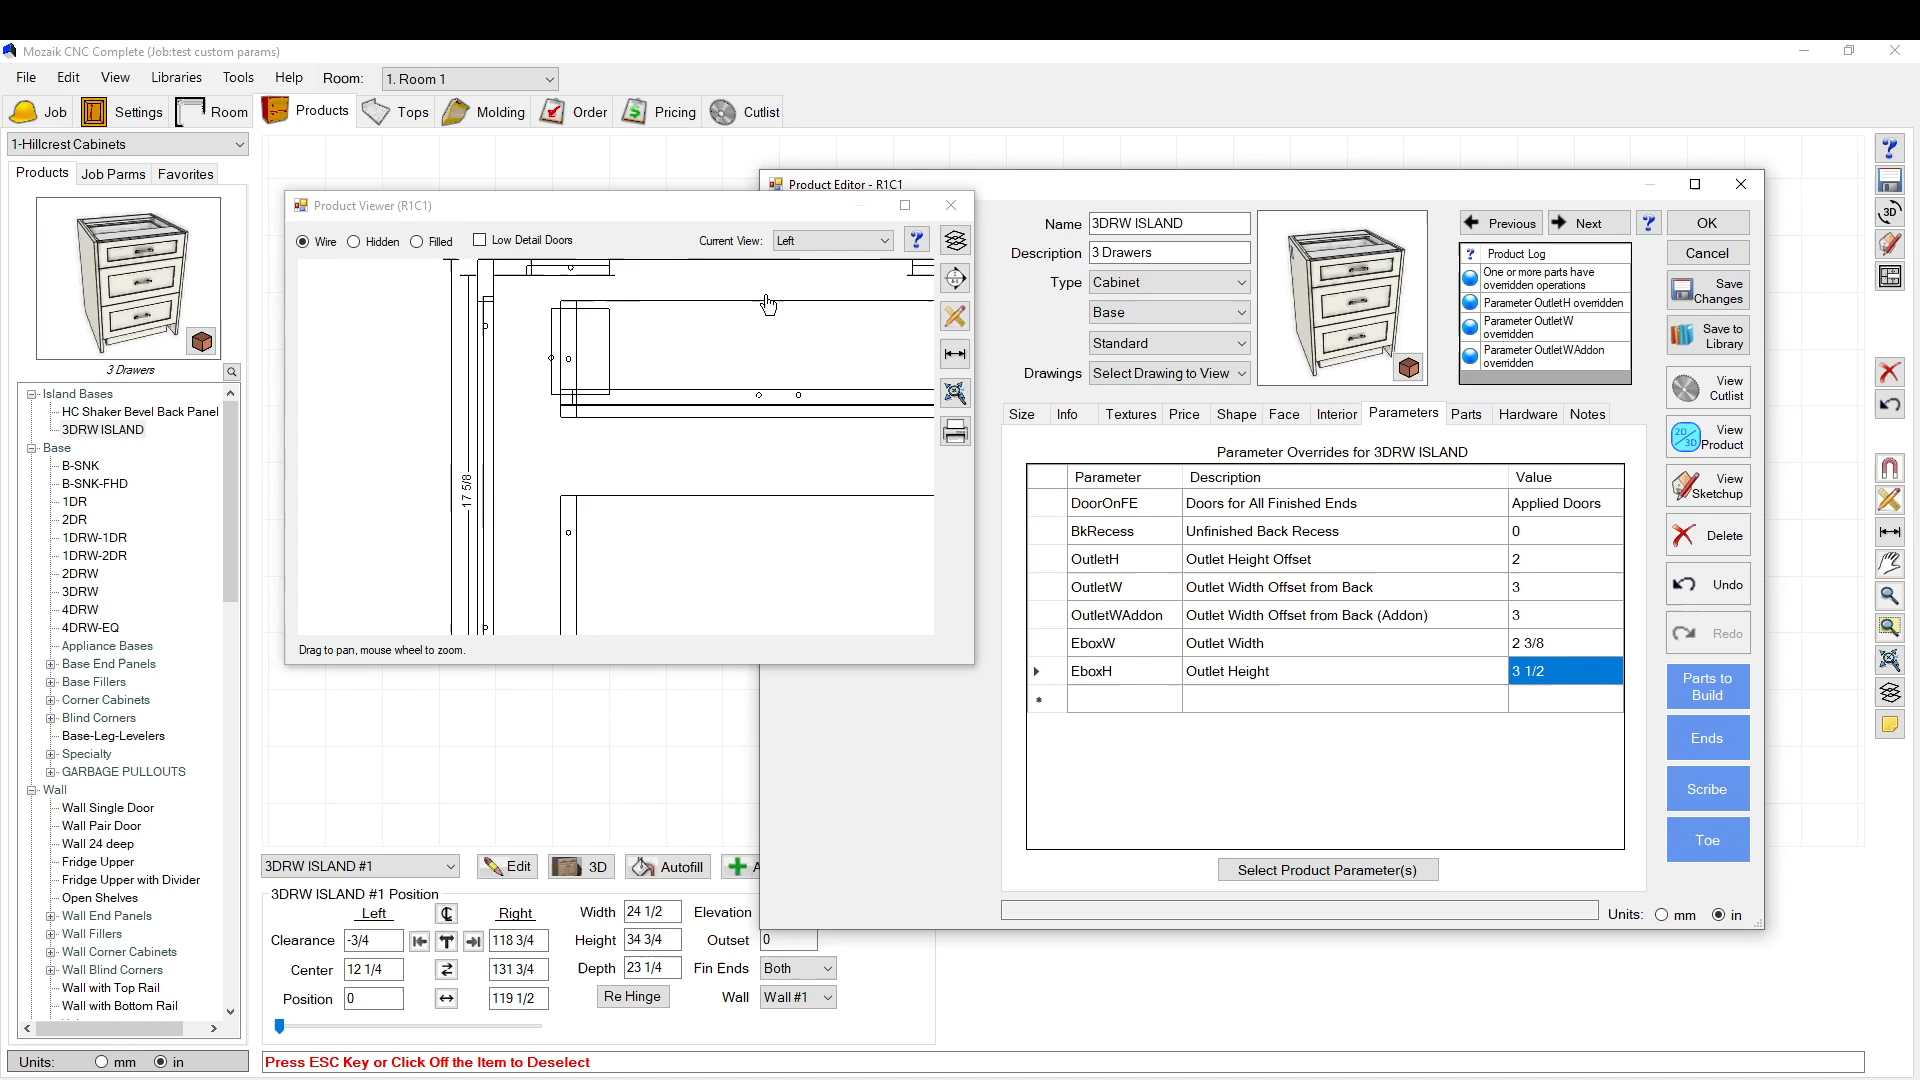 Mozaik CNC Complete (Job:test custom params)
File Edit View Libraries Tools Help Room: 1. Room 1
Job Settings Room Products Tops Molding Order Pricing Cutlist
1-Hillcrest Cabinets
Products Job Parms Favorites
3 Drawers
Island Bases
HC Shaker Bevel Back Panel
3DRW ISLAND
Base
B-SNK
B-SNK-FHD
1DR
2DR
1DRW-1DR
1DRW-2DR
2DRW
3DRW
4DRW
4DRW-EQ
Appliance Bases
Base End Panels
Base Fillers
Corner Cabinets
Blind Corners
Base-Leg-Levelers
Specialty
GARBAGE PULLOUTS
Wall
Wall Single Door
Wall Pair Door
Wall 24 deep
Fridge Upper
Fridge Upper with Divider
Open Shelves
Wall End Panels
Wall Fillers
Wall Corner Cabinets
Wall Blind Corners
Wall with Top Rail
Wall with Bottom Rail
Units: mm in
Product Viewer (R1C1)
Wire Hidden Filled Low Detail Doors Current View: Left ?
17 5/8
Drag to pan, mouse wheel to zoom.
Product Editor - R1C1
Name 3DRW ISLAND
Description 3 Drawers
Type Cabinet
Base
Standard
Drawings Select Drawing to View
Previous Next ? OK
? Product Log
One or more parts have
overridden operations
Parameter OutletH overridden
Parameter OutletW
overridden
Parameter OutletWAddon
overridden
Cancel
Save
Changes
Save to
Library
View
Cutlist
2D/3D View
Product
View
Sketchup
Delete
Undo
Redo
Parts to
Build
Ends
Scribe
Toe
Size Info Textures Price Shape Face Interior Parameters Parts Hardware Notes
Parameter Overrides for 3DRW ISLAND
Parameter Description Value
DoorOnFE Doors for All Finished Ends Applied Doors
BkRecess Unfinished Back Recess 0
OutletH Outlet Height Offset 2
OutletW Outlet Width Offset from Back 3
OutletWAddon Outlet Width Offset from Back (Addon) 3
EboxW Outlet Width 2 3/8
EboxH Outlet Height 3 1/2
*
Select Product Parameter(s)
Units: mm in
?
3D
3DRW ISLAND #1 Edit 3D Autofill A
3DRW ISLAND #1 Position
Left Right Width 24 1/2 Elevation
Clearance -3/4 118 3/4 Height 34 3/4 Outset 0
Center 12 1/4 131 3/4 Depth 23 1/4 Fin Ends Both
Position 0 119 1/2 Re Hinge Wall Wall #1
Press ESC Key or Click Off the Item to Deselect